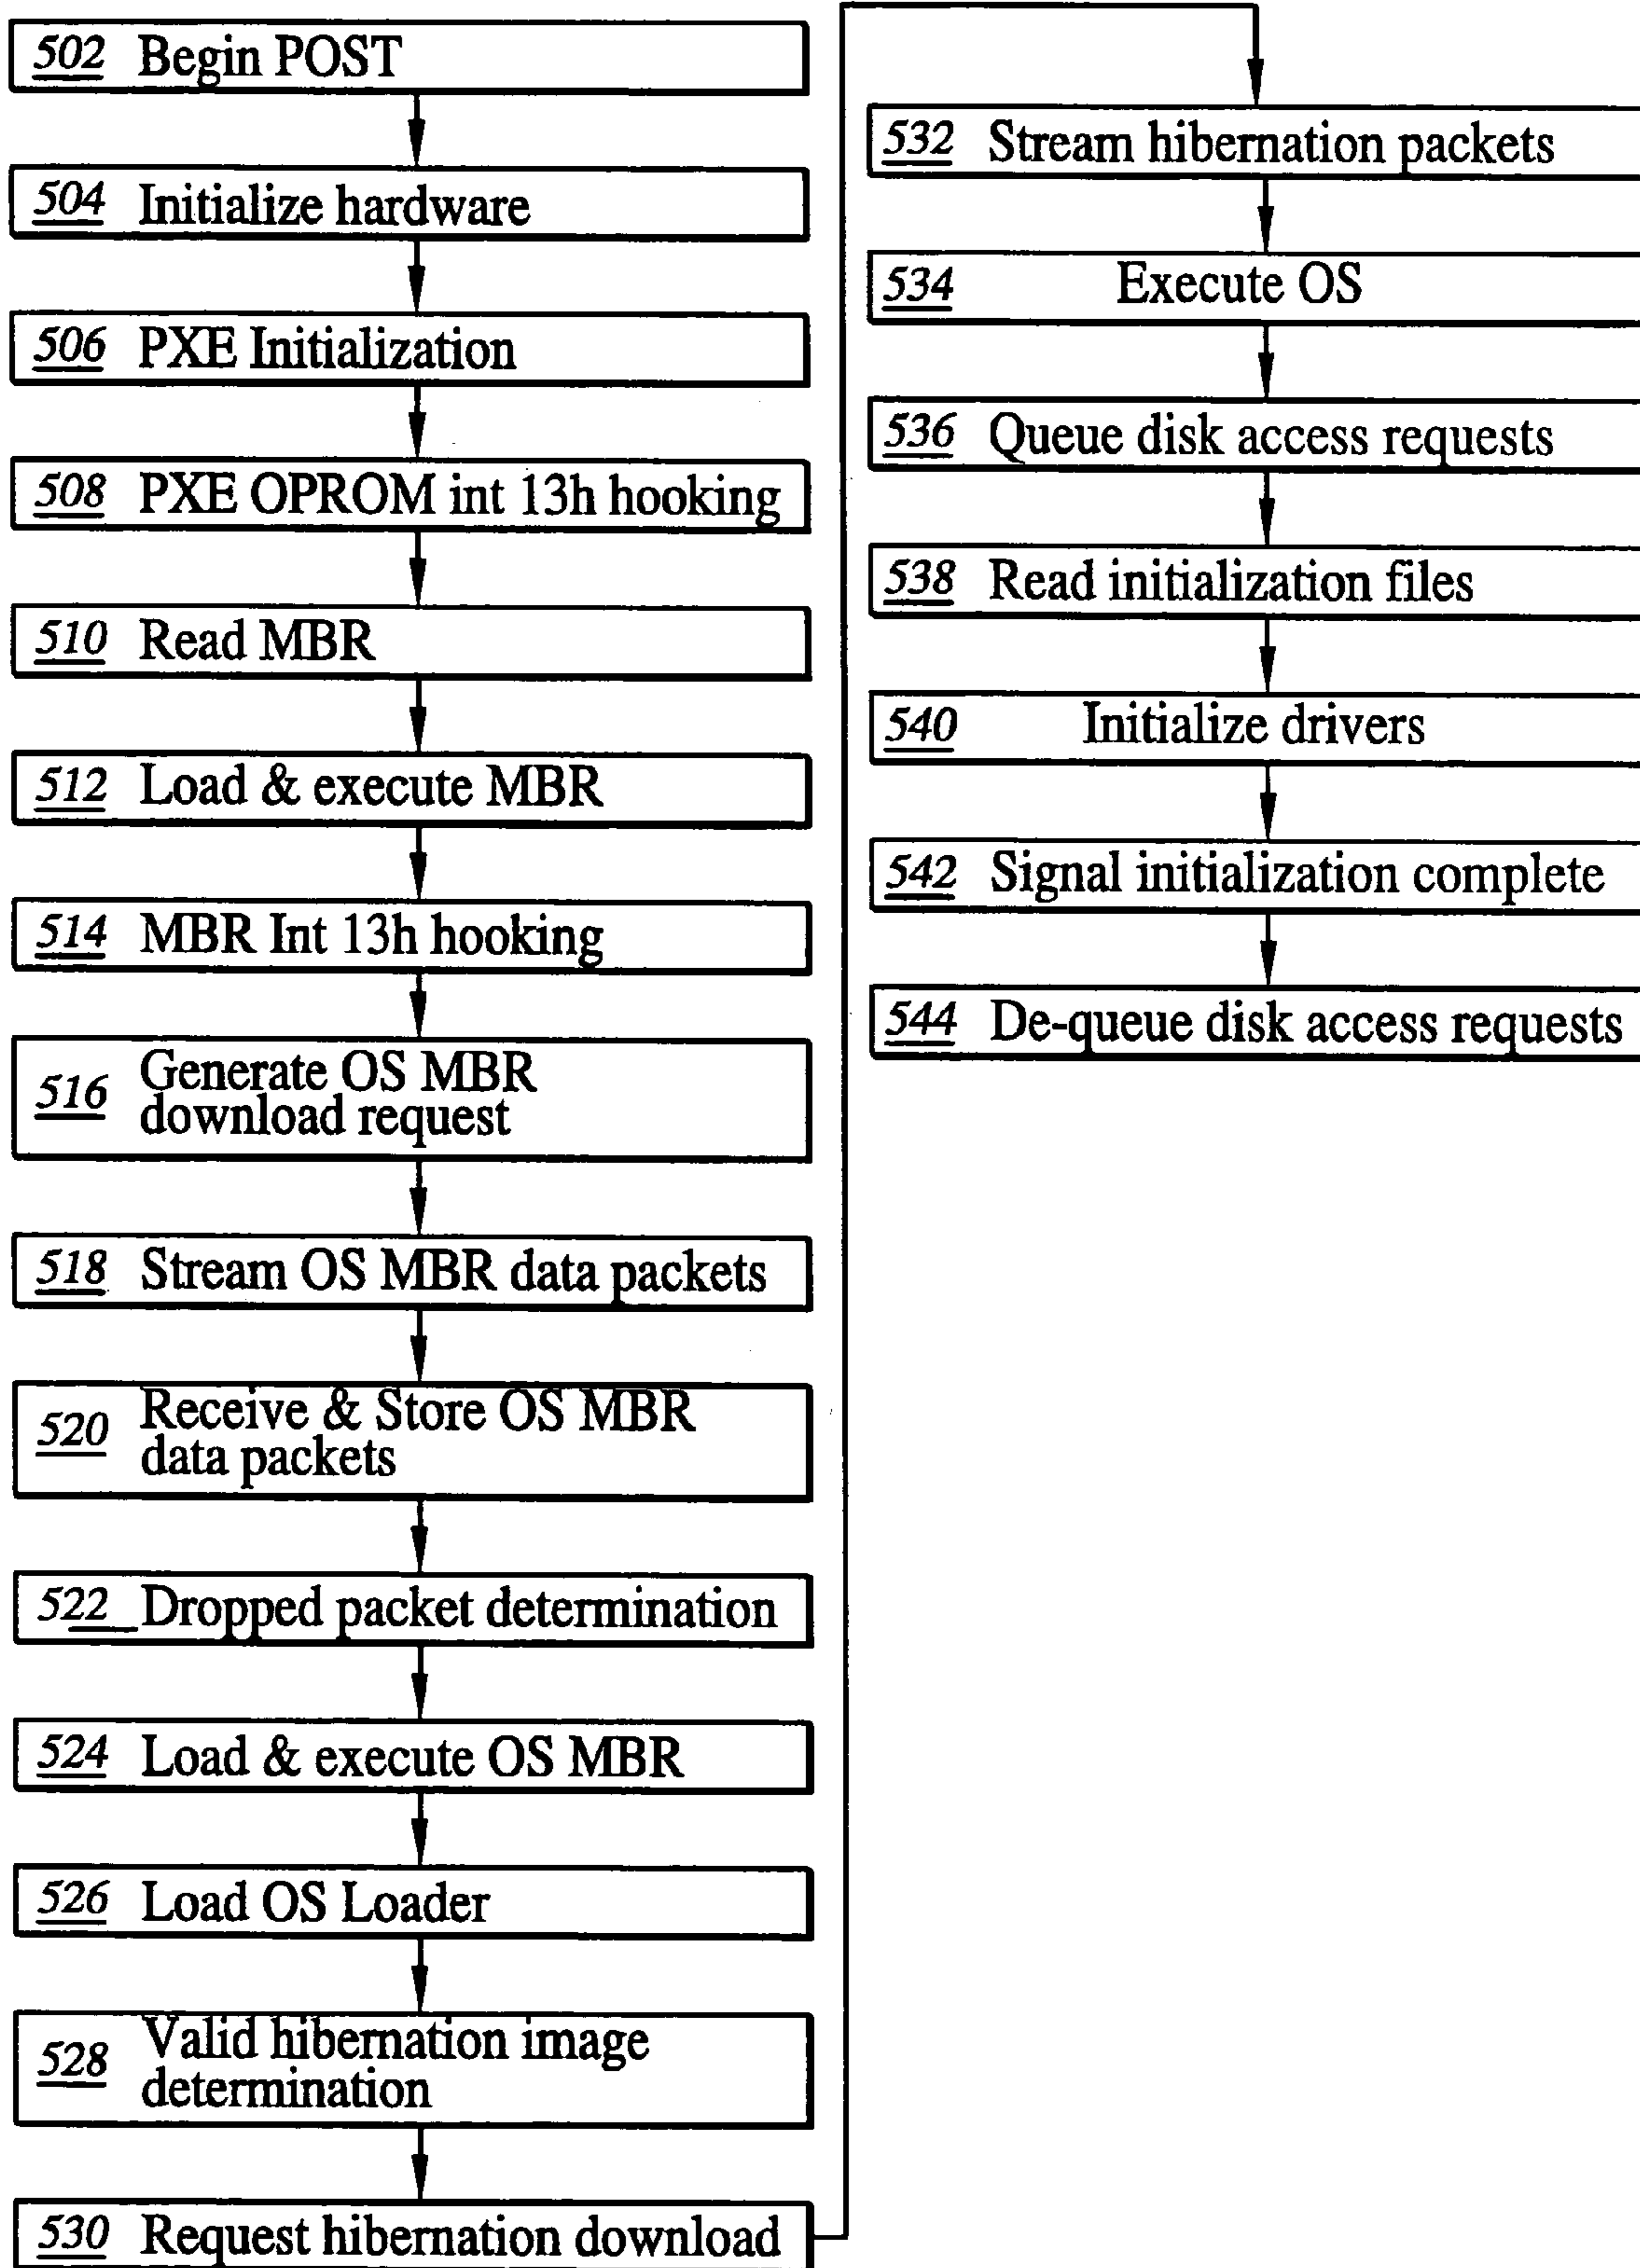 502 Begin POST
504 Initialize hardware
506 PXE Initialization
508 PXE OPROM int 13h hooking
510 Read MBR
512 Load & execute MBR
514 MBR Int 13h hooking
516 Generate OS MBR
download request
518 Stream OS MBR data packets
520 Receive & Store OS MBR
data packets
522 Dropped packet determination
524 Load & execute OS MBR
526 Load OS Loader
528 Valid hibernation image
determination
530 Request hibernation download
532 Stream hibernation packets
534 Execute OS
536 Queue disk access requests
538 Read initialization files
540 Initialize drivers
542 Signal initialization complete
544 De-queue disk access requests